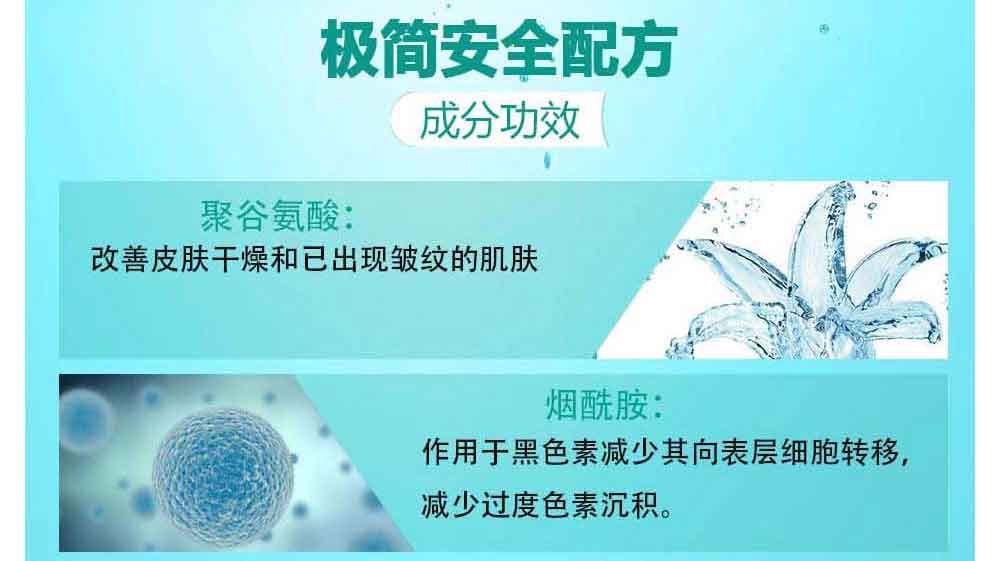 极简安全配方
成分功效
聚谷氨酸：
改善皮肤干燥和已出现皱纹的肌肤
烟酰胺：
作用于黑色素减少其向表层细胞转移，
减少过度色素沉积。